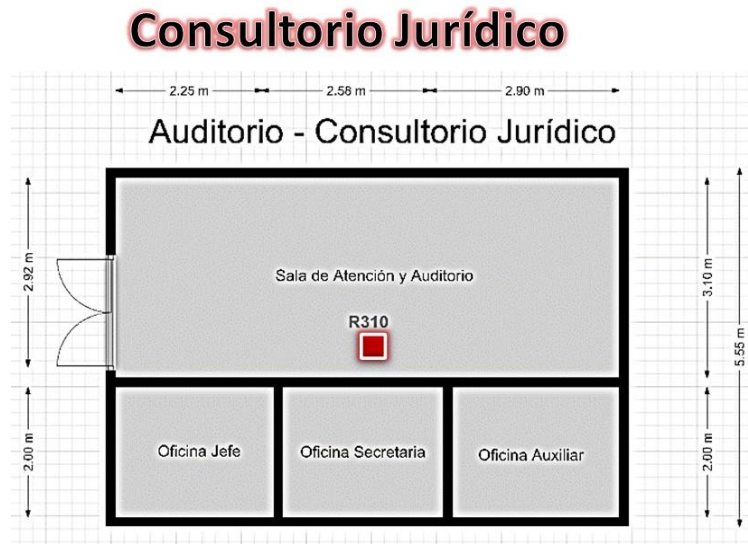 Consultorio Jurídico
2.25 m
2.58 m
2.90 m
Auditorio - Consultorio Jurídico
2.92 m
Sala de Atención y Auditorio
3.10 m
R310
5.55 m
2.00 m
Oficina Jefe
Oficina Secretaria
Oficina Auxiliar
2.00 m